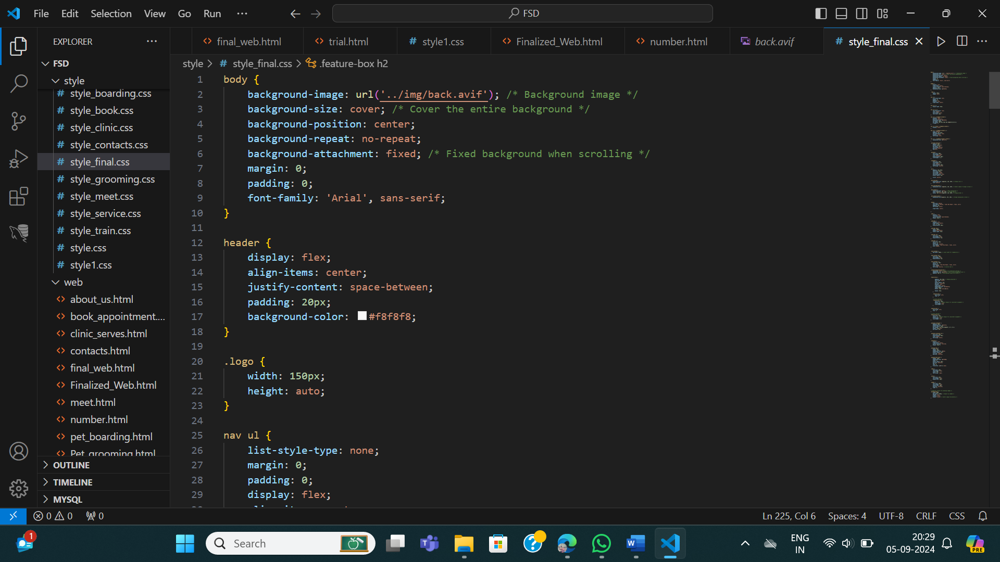 File Edit Selection View Go Run ···
FSD
EXPLORER ···
FSD
style
style_boarding.css
style_book.css
style_clinic.css
style_contacts.css
style_final.css
style_grooming.css
style_meet.css
style_service.css
style_train.css
style.css
style1.css
web
about_us.html
book_appointment....
clinic_serves.html
contacts.html
final_web.html
Finalized_Web.html
meet.html
number.html
pet_boarding.html
Pet_grooming.html
OUTLINE
TIMELINE
MYSQL
final_web.html trial.html # style1.css Finalized_Web.html number.html back.avif # style_final.css
style > # style_final.css > .feature-box h2
1 body {
2 background-image: url('../img/back.avif'); /* Background image */
3 background-size: cover; /* Cover the entire background */
4 background-position: center;
5 background-repeat: no-repeat;
6 background-attachment: fixed; /* Fixed background when scrolling */
7 margin: 0;
8 padding: 0;
9 font-family: 'Arial', sans-serif;
10 }
11
12 header {
13 display: flex;
14 align-items: center;
15 justify-content: space-between;
16 padding: 20px;
17 background-color: #f8f8f8;
18 }
19
20 .logo {
21 width: 150px;
22 height: auto;
23 }
24
25 nav ul {
26 list-style-type: none;
27 margin: 0;
28 padding: 0;
29 display: flex;
0 0 0
Ln 225, Col 6 Spaces: 4 UTF-8 CRLF CSS
1
Search
ENG
IN
20:29
05-09-2024
PRE